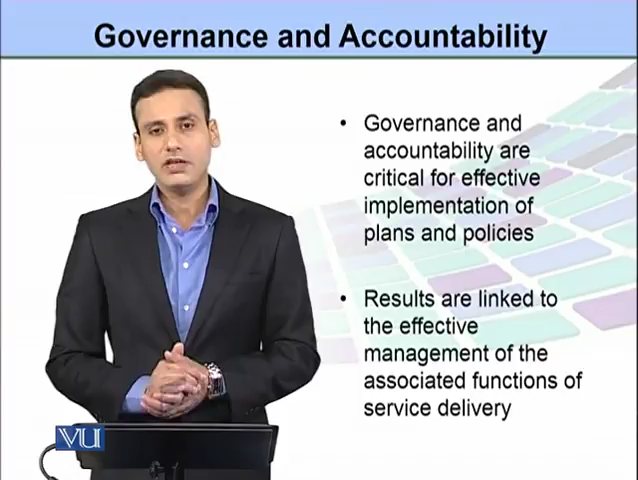 Governance and Accountability
• Governance and
accountability are
critical for effective
implementation of
plans and policies
• Results are linked to
the effective
management of the
associated functions of
service delivery
VU